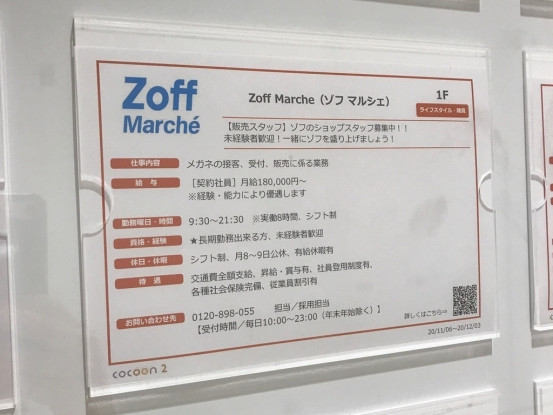 Zoff
Marché
Zoff Marche（ゾフ マルシェ）
1F
ライフスタイル・雑貨
【販売スタッフ】ゾフのショップスタッフ募集中！！
未経験者歓迎！一緒にゾフを盛り上げましょう！
仕事内容 メガネの接客、受付、販売に係る業務
給 与 ［契約社員］月給180,000円～
※経験・能力により優遇します
勤務曜日・時間 9:30～21:30 ※実働8時間、シフト制
資格・経験 ★長期勤務出来る方、未経験者歓迎
休日・休暇 シフト制、月8～9日公休、有給休暇有
待 遇 交通費全額支給、昇給・賞与有、社員登用制度有、
各種社会保険完備、従業員割引有
お問い合わせ先 0120-898-055 担当／採用担当
【受付時間／毎日10:00～23:00（年末年始除く）】
詳しくはこちら⇒
20/11/06～20/12/03
cocoon 2